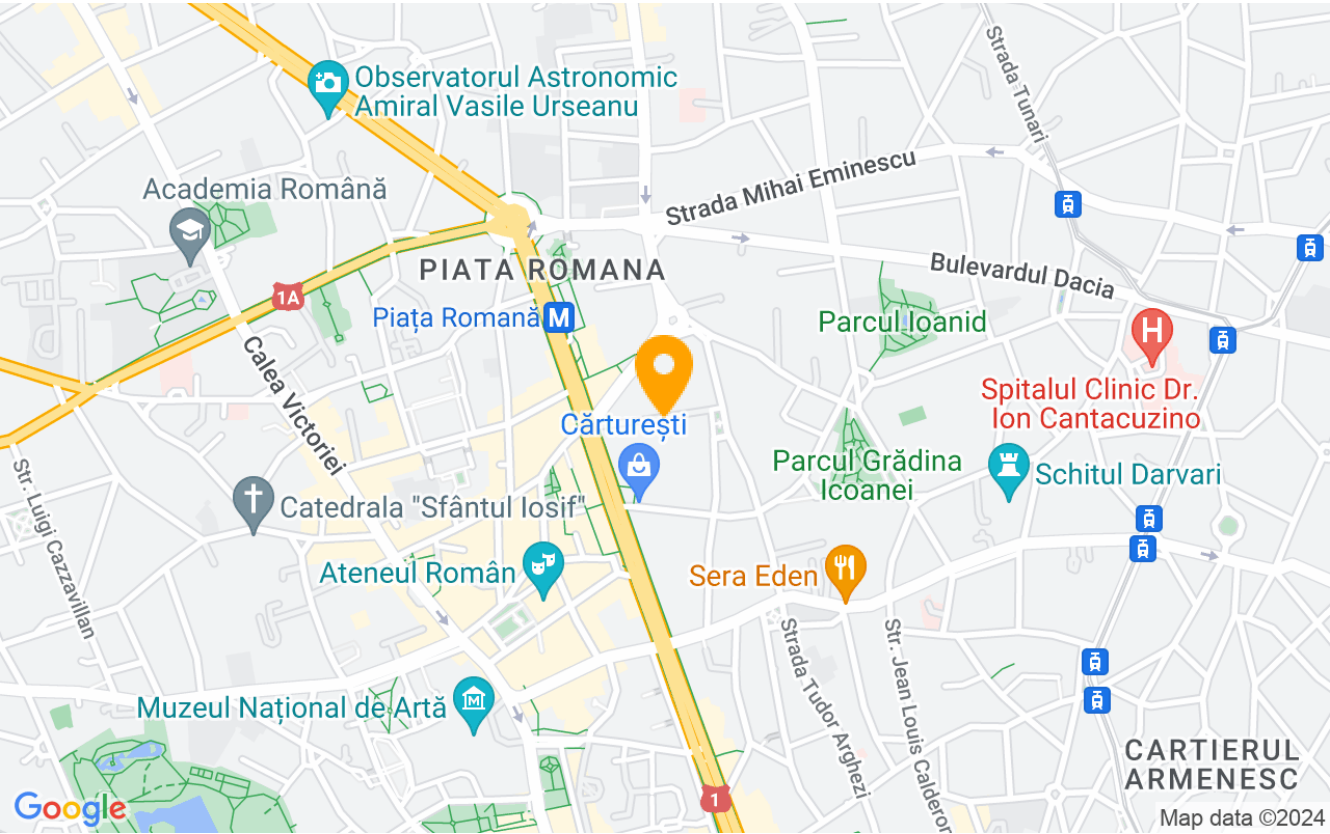 Strada Tunari
Observatorul Astronomic
Amiral Vasile Urseanu
Strada Mihai Eminescu
Academia Română
PIATA ROMANA
Bulevardul Dacia
1A
Piața Romană
M
Parcul Ioanid
H
Calea Victoriei
Spitalul Clinic Dr.
Ion Cantacuzino
Cărturești
Parcul Grădina
Icoanei
Schitul Darvari
Str. Luigi Cazzavillan
Catedrala "Sfântul Iosif"
Ateneul Român
Sera Eden
Strada Tudor Arghezi
Str. Jean Louis Calderon
Muzeul Național de Artă
M
CARTIERUL
ARMENESC
1
Google
Map data ©2024